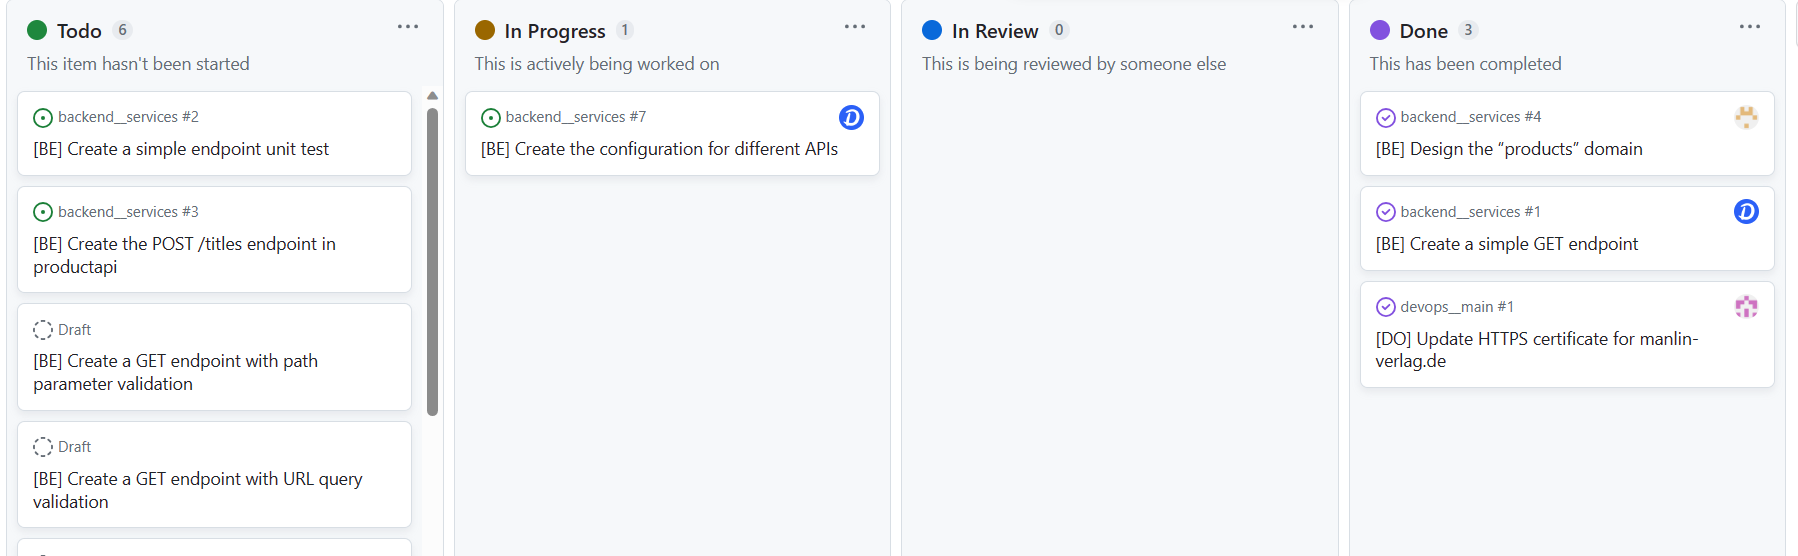 Todo 6
This item hasn't been started
backend__services #2
[BE] Create a simple endpoint unit test
backend__services #3
[BE] Create the POST /titles endpoint in
productapi
Draft
[BE] Create a GET endpoint with path
parameter validation
Draft
[BE] Create a GET endpoint with URL query
validation
In Progress 1
This is actively being worked on
backend__services #7
[BE] Create the configuration for different APIs
In Review 0
This is being reviewed by someone else
Done 3
This has been completed
backend__services #4
[BE] Design the “products” domain
backend__services #1
[BE] Create a simple GET endpoint
devops__main #1
[DO] Update HTTPS certificate for manlin-
verlag.de